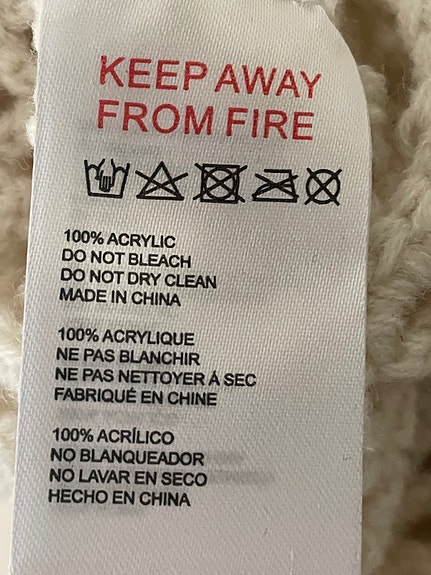 KEEP AWAY
FROM FIRE
100% ACRYLIC
DO NOT BLEACH
DO NOT DRY CLEAN
MADE IN CHINA
100% ACRYLIQUE
NE PAS BLANCHIR
NE PAS NETTOYER Á SEC
FABRIQUÉ EN CHINE
100% ACRÍLICO
NO BLANQUEADOR
NO LAVAR EN SECO
HECHO EN CHINA